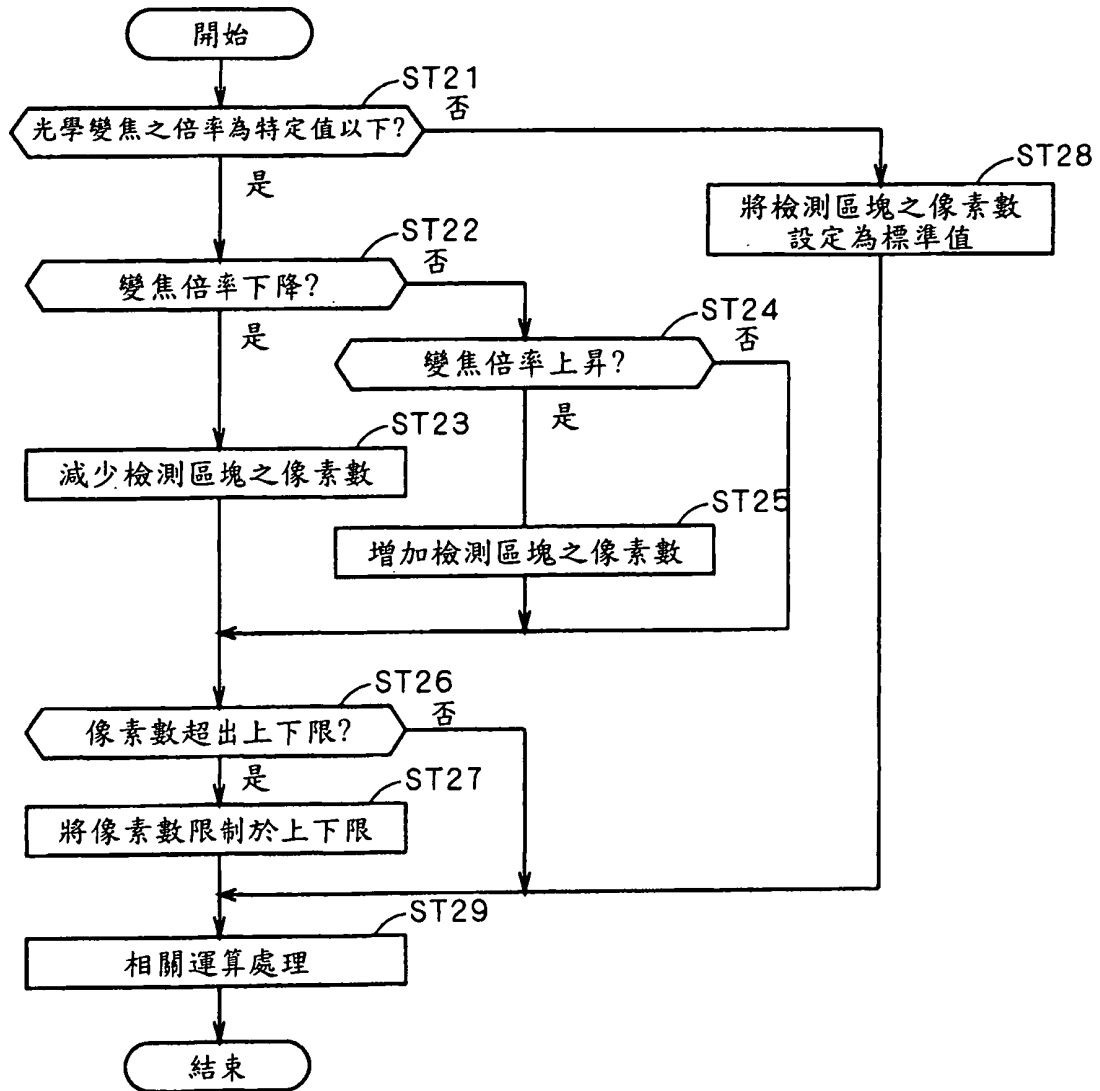 開始
ST21
光學變焦之倍率為特定值以下?
否
是
ST28
將檢測區塊之像素數
設定為標準值
ST22
變焦倍率下降?
否
是
ST24
變焦倍率上昇?
否
是
ST23
減少檢測區塊之像素數
ST25
增加檢測區塊之像素數
ST26
像素數超出上下限?
否
是
ST27
將像素數限制於上下限
ST29
相關運算處理
結束